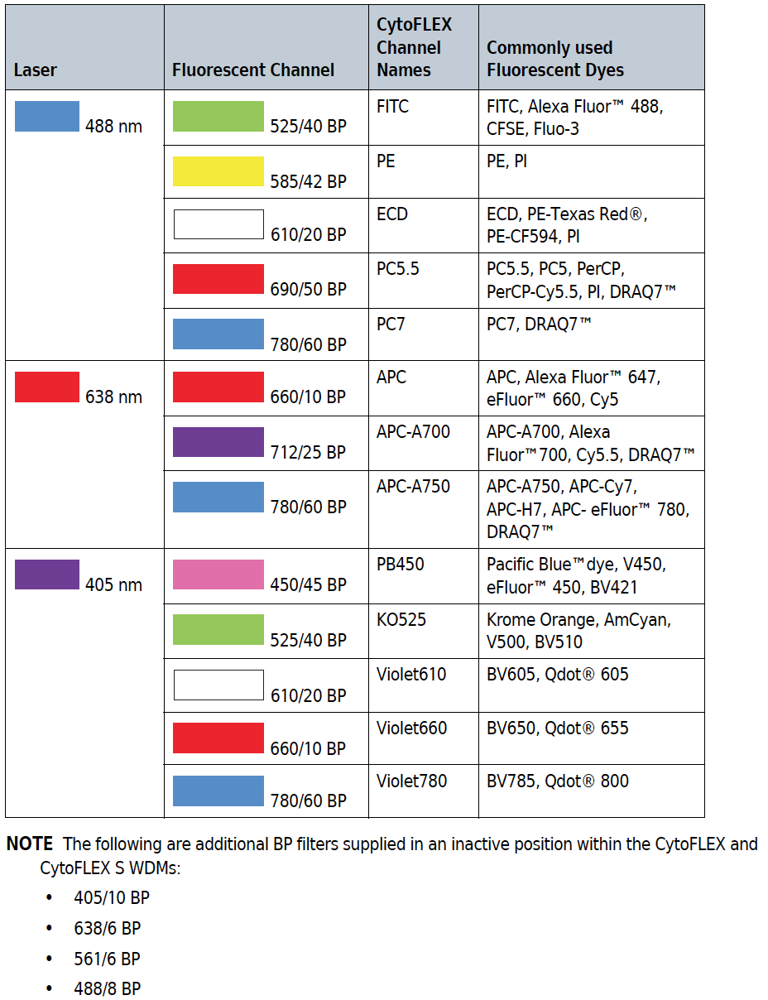 Laser
Fluorescent Channel
CytoFLEX
Channel
Names
Commonly used
Fluorescent Dyes
488 nm
525/40 BP
FITC
FITC, Alexa Fluor™ 488,
CFSE, Fluo-3
585/42 BP
PE
PE, PI
610/20 BP
ECD
ECD, PE-Texas Red®,
PE-CF594, PI
690/50 BP
PC5.5
PC5.5, PC5, PerCP,
PerCP-Cy5.5, PI, DRAQ7™
780/60 BP
PC7
PC7, DRAQ7™
638 nm
660/10 BP
APC
APC, Alexa Fluor™ 647,
eFluor™ 660, Cy5
712/25 BP
APC-A700
APC-A700, Alexa
Fluor™700, Cy5.5, DRAQ7™
780/60 BP
APC-A750
APC-A750, APC-Cy7,
APC-H7, APC- eFluor™ 780,
DRAQ7™
405 nm
450/45 BP
PB450
Pacific Blue™dye, V450,
eFluor™ 450, BV421
525/40 BP
KO525
Krome Orange, AmCyan,
V500, BV510
610/20 BP
Violet610
BV605, Qdot® 605
660/10 BP
Violet660
BV650, Qdot® 655
780/60 BP
Violet780
BV785, Qdot® 800
NOTE The following are additional BP filters supplied in an inactive position within the CytoFLEX and
CytoFLEX S WDMs:
• 405/10 BP
• 638/6 BP
• 561/6 BP
• 488/8 BP